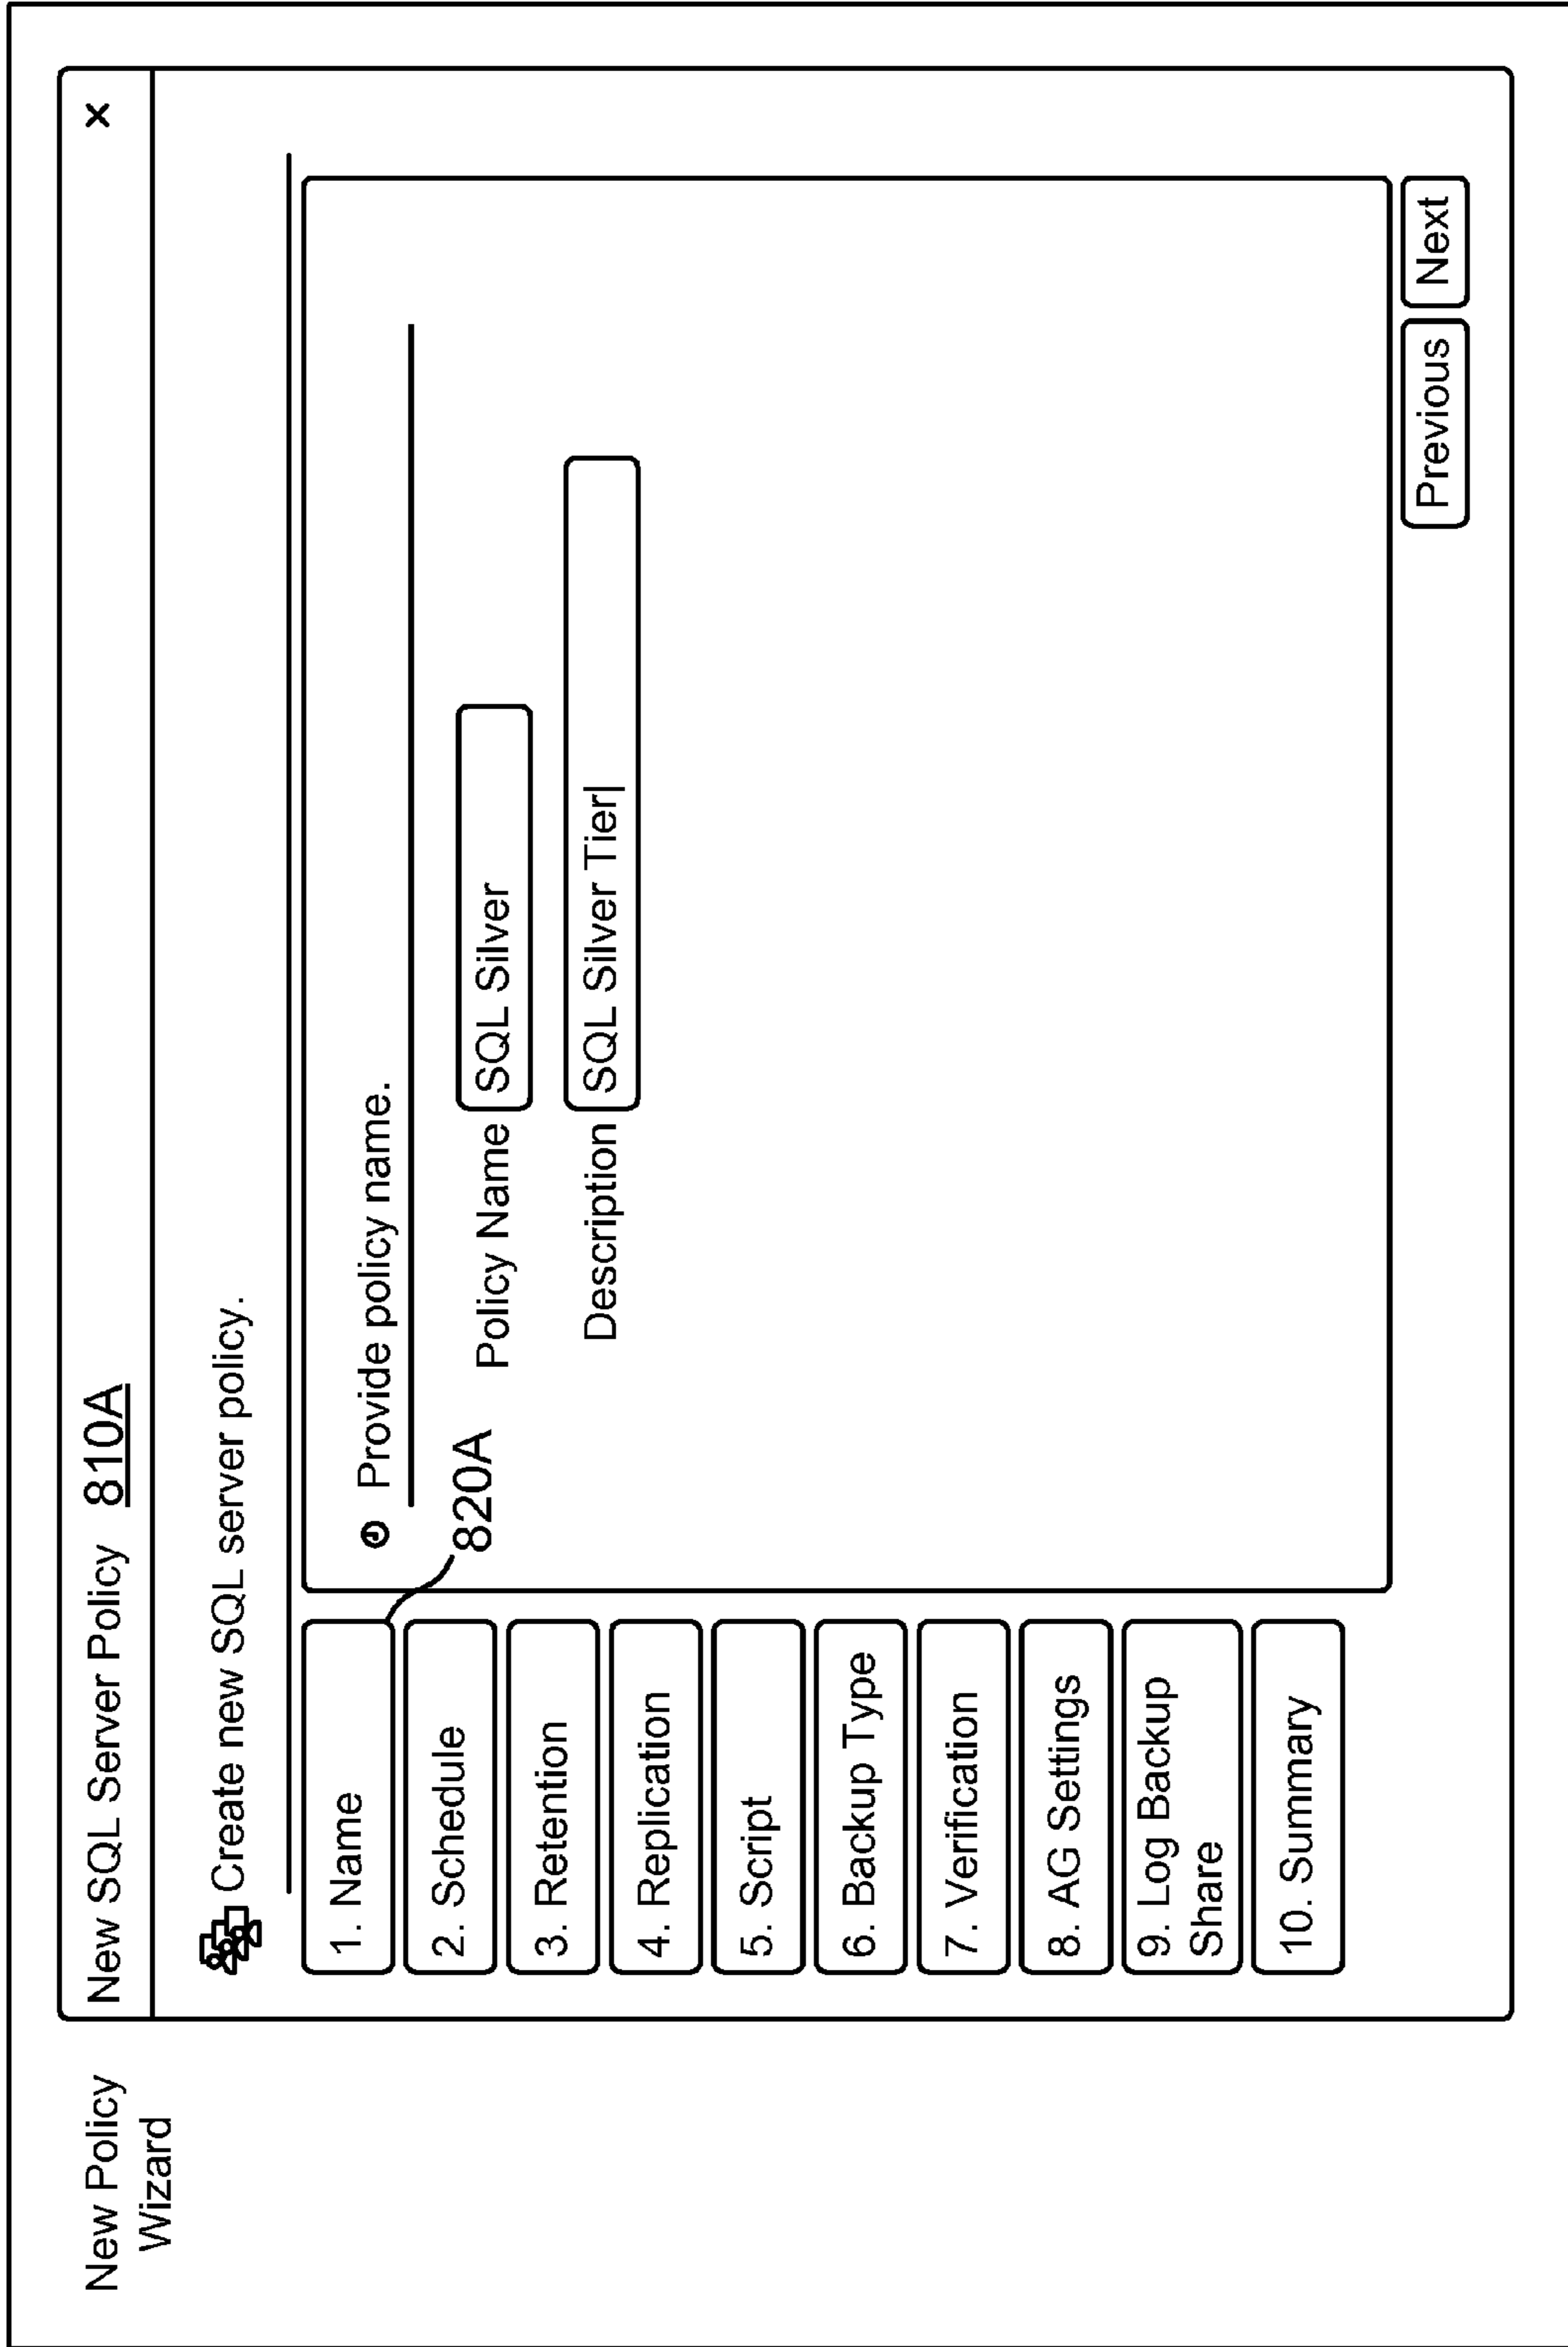 New Policy
Wizard
New SQL Server Policy 810A
×
Create new SQL server policy.
1. Name
2. Schedule
3. Retention
4. Replication
5. Script
6. Backup Type
7. Verification
8. AG Settings
9. Log Backup
Share
10. Summary
820A
Provide policy name.
Policy Name SQL Silver
Description SQL Silver Tier
Previous
Next